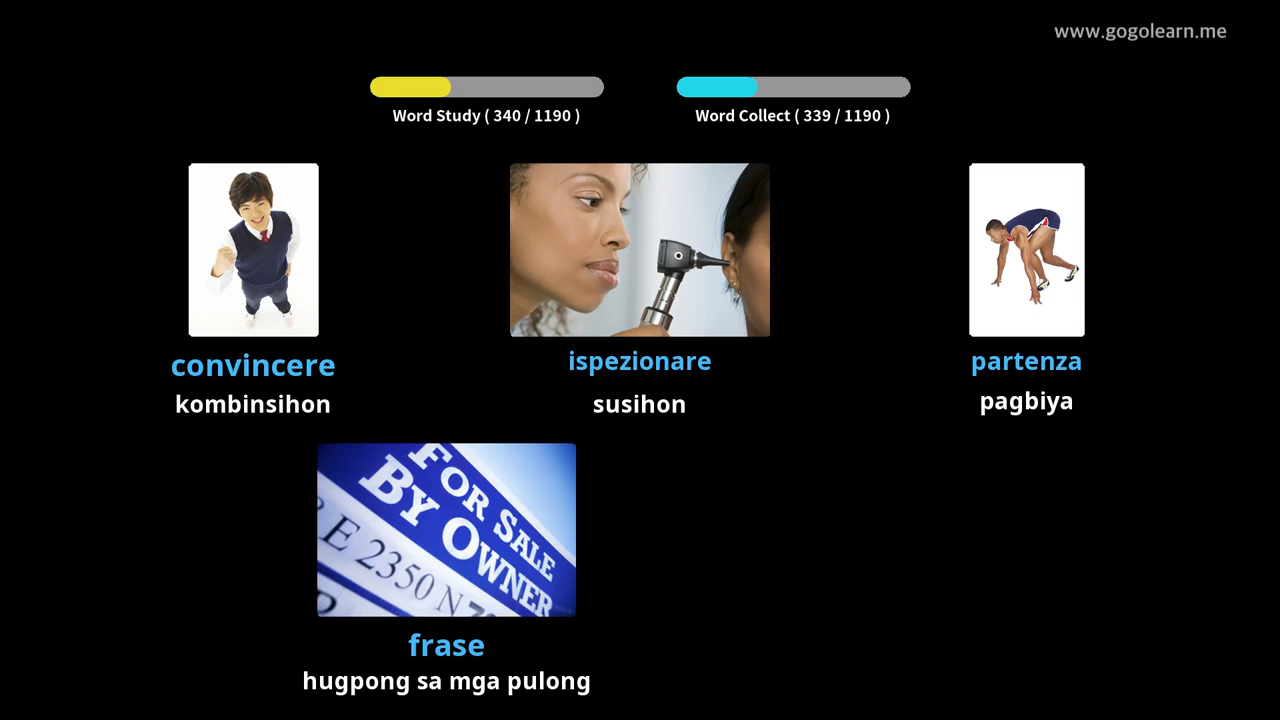 www.gogolearn.me
Word Study ( 340 / 1190 )
Word Collect ( 339 / 1190 )
convincere
kombinsihon
ispezionare
susihon
partenza
pagbiya
FOR SALE
BY OWNER
E 2350 N
frase
hugpong sa mga pulong